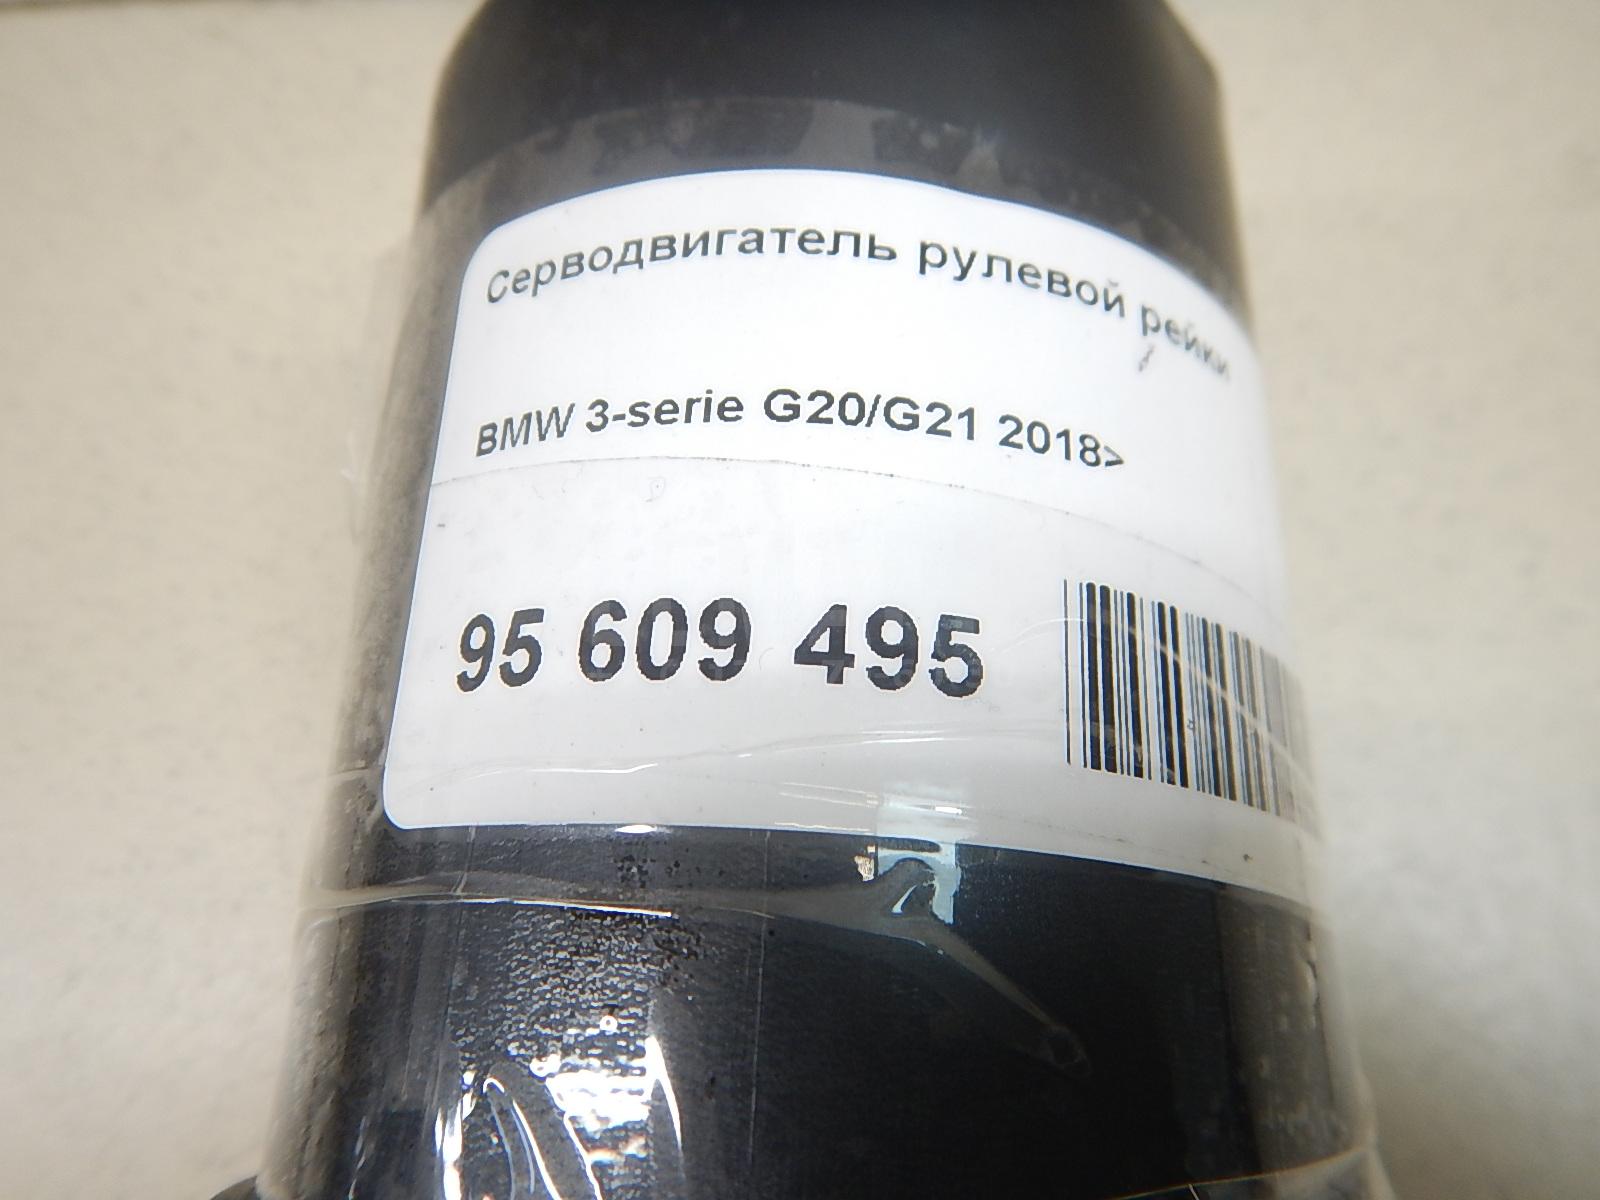 Серводвигатель рулевой рейки
BMW 3-serie G20/G21 2018>
95 609 495